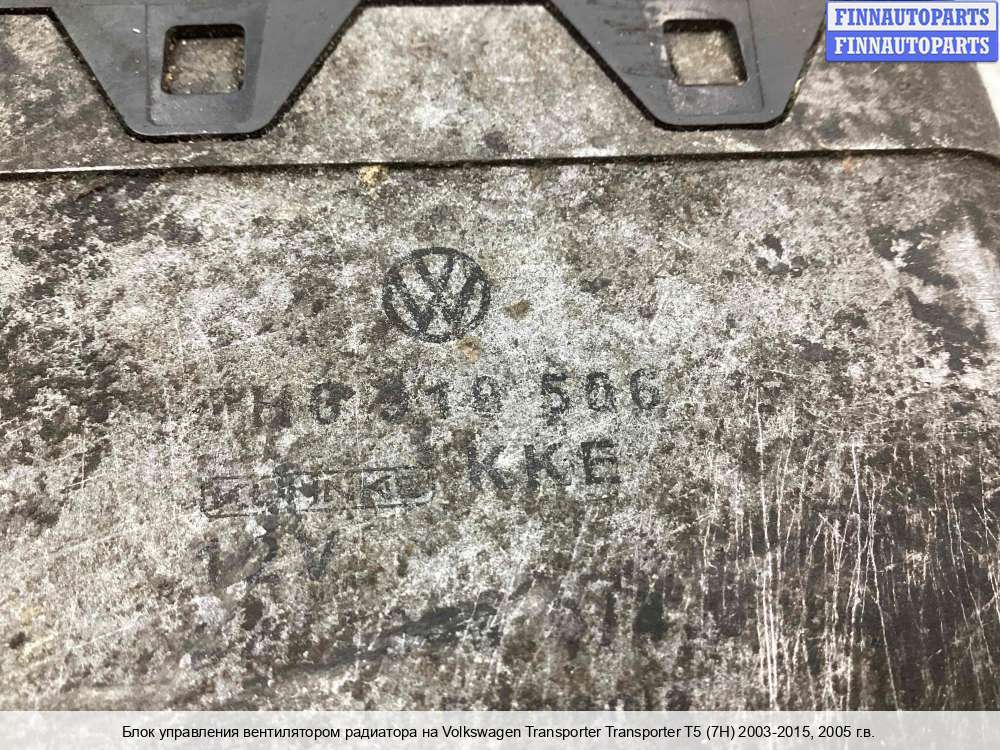 FINNAUTOPARTS
FINNAUTOPARTS
506
KKE
12V
Блок управления вентилятором радиатора на Volkswagen Transporter Transporter T5 (7H) 2003-2015, 2005 г.в.